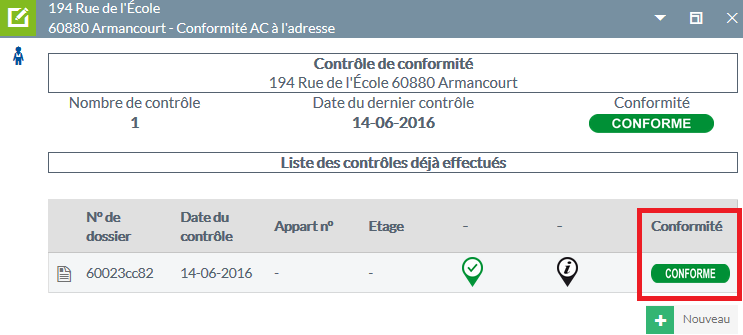 194 Rue de l'École
60880 Armancourt - Conformité AC à l'adresse
Contrôle de conformité
194 Rue de l'École 60880 Armancourt
Nombre de contrôle Date du dernier contrôle Conformité
1 14-06-2016 CONFORME
Liste des contrôles déjà effectués
N° de dossier Date du contrôle Appart n° Etage - - Conformité
60023cc82 14-06-2016 - - CONFORME
Nouveau